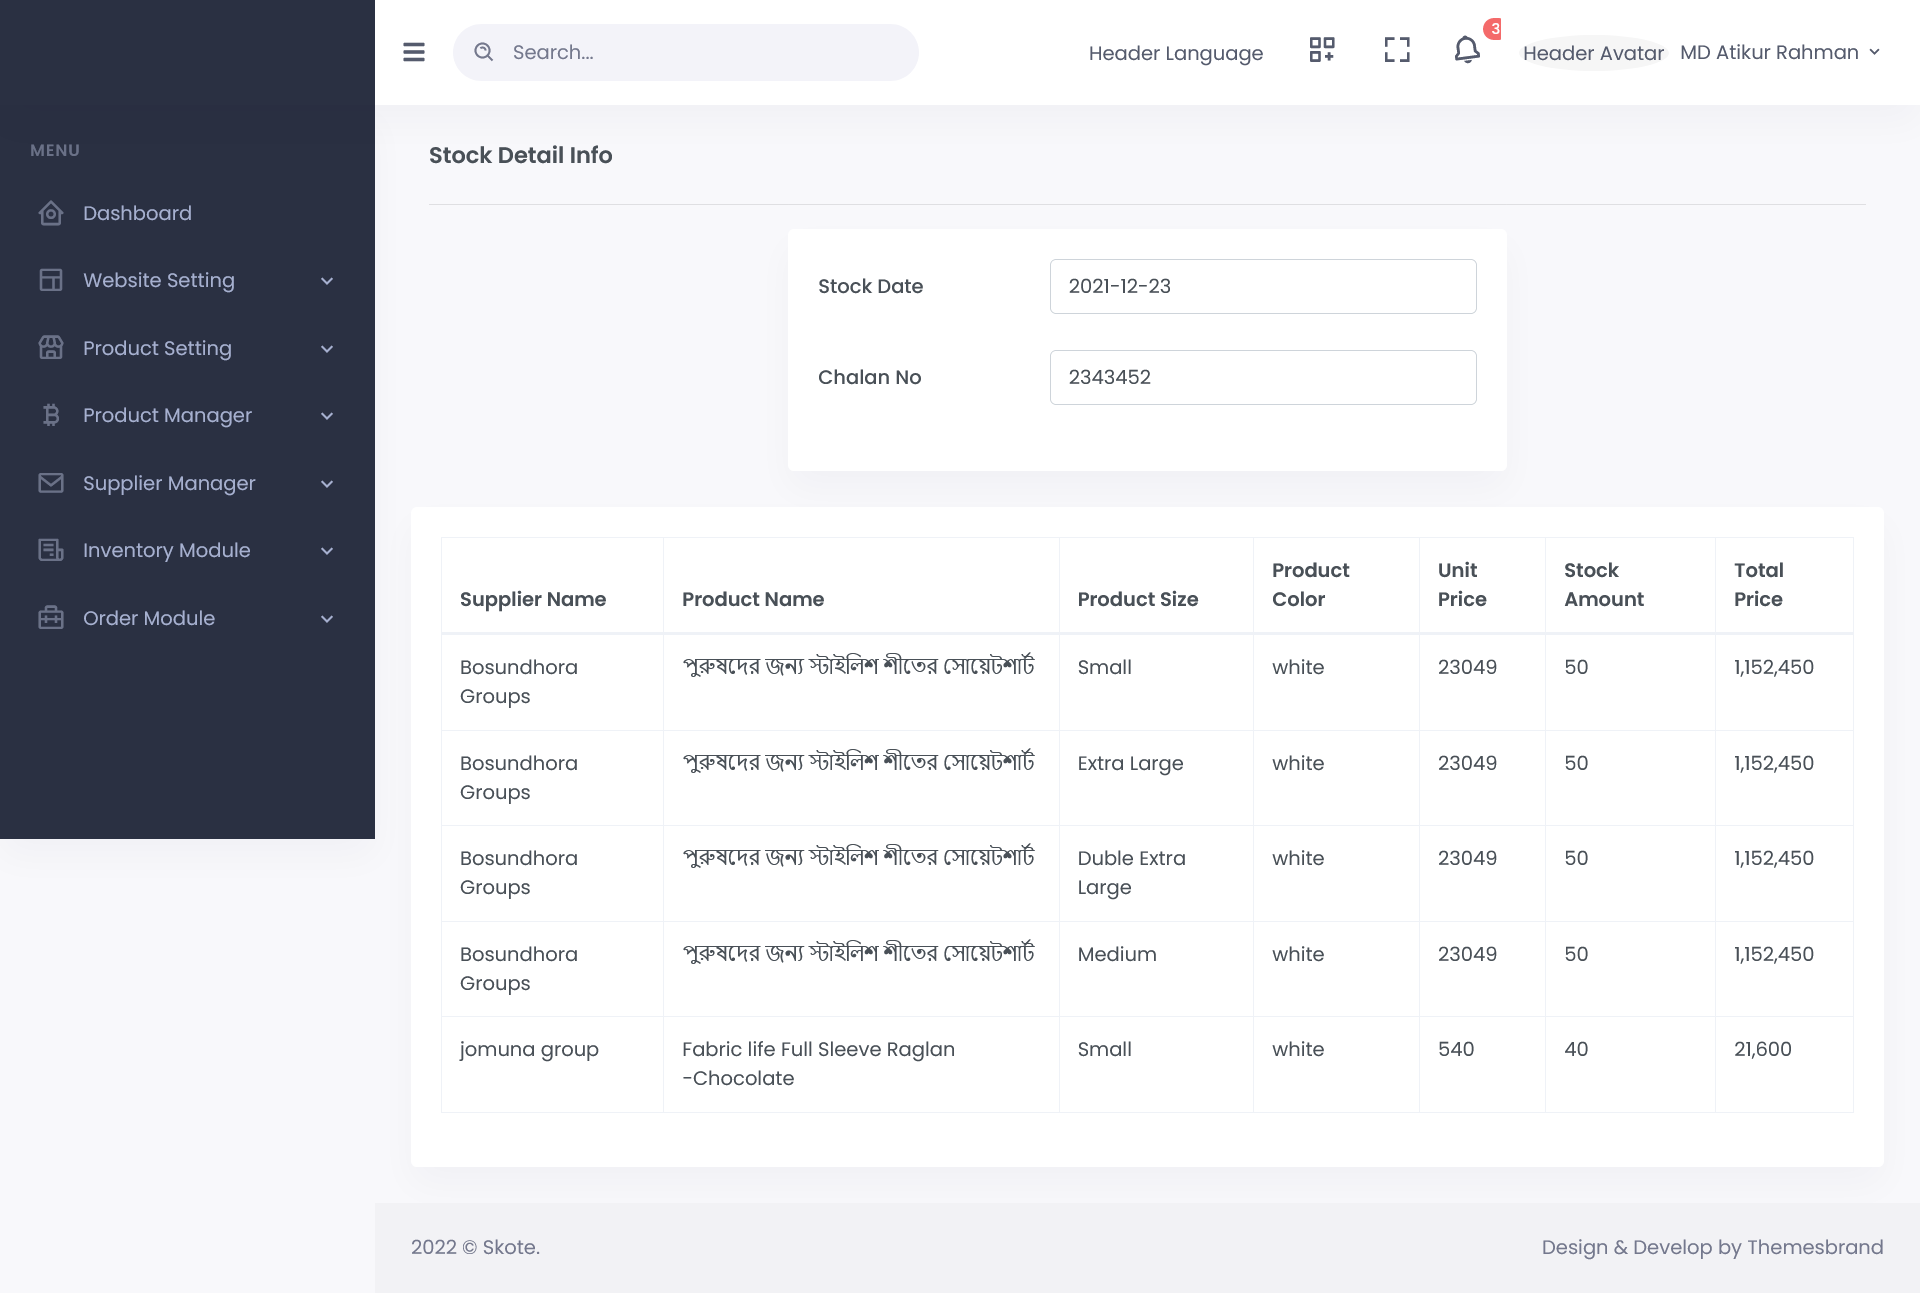 Search...
Header Language
3
Header Avatar
MD Atikur Rahman
MENU
Dashboard
Website Setting
Product Setting
Product Manager
Supplier Manager
Inventory Module
Order Module
Stock Detail Info
Stock Date
2021-12-23
Chalan No
2343452
Supplier Name
Product Name
Product Size
Product
Color
Unit
Price
Stock
Amount
Total
Price
Bosundhora
Groups
পুরুষদের জন্য স্টাইলিশ শীতের সোয়েটশার্ট
Small
white
23049
50
1,152,450
Bosundhora
Groups
পুরুষদের জন্য স্টাইলিশ শীতের সোয়েটশার্ট
Extra Large
white
23049
50
1,152,450
Bosundhora
Groups
পুরুষদের জন্য স্টাইলিশ শীতের সোয়েটশার্ট
Duble Extra
Large
white
23049
50
1,152,450
Bosundhora
Groups
পুরুষদের জন্য স্টাইলিশ শীতের সোয়েটশার্ট
Medium
white
23049
50
1,152,450
jomuna group
Fabric life Full Sleeve Raglan
-Chocolate
Small
white
540
40
21,600
2022 © Skote.
Design & Develop by Themesbrand